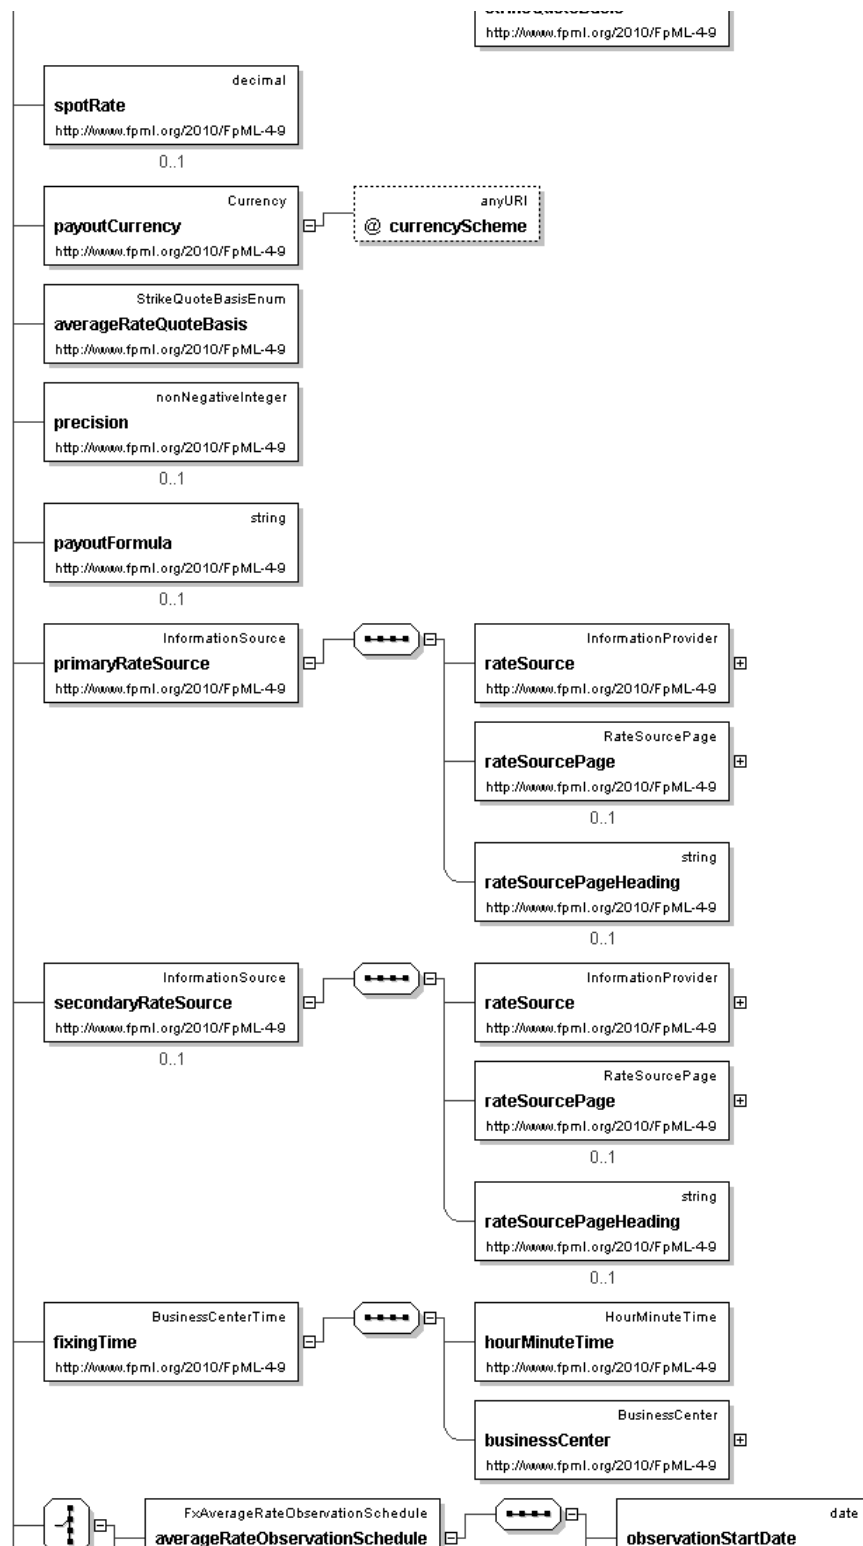 http://www.fpml.org/2010/FpML-4-9
decimal
spotRate
http://www.fpml.org/2010/FpML-4-9
0..1
Currency
payoutCurrency
http://www.fpml.org/2010/FpML-4-9
anyURI
@ currencyScheme
StrikeQuoteBasisEnum
averageRateQuoteBasis
http://www.fpml.org/2010/FpML-4-9
nonNegativeInteger
precision
http://www.fpml.org/2010/FpML-4-9
0..1
string
payoutFormula
http://www.fpml.org/2010/FpML-4-9
0..1
InformationSource
primaryRateSource
http://www.fpml.org/2010/FpML-4-9
InformationProvider
rateSource
http://www.fpml.org/2010/FpML-4-9
RateSourcePage
rateSourcePage
http://www.fpml.org/2010/FpML-4-9
0..1
string
rateSourcePageHeading
http://www.fpml.org/2010/FpML-4-9
0..1
InformationSource
secondaryRateSource
http://www.fpml.org/2010/FpML-4-9
0..1
InformationProvider
rateSource
http://www.fpml.org/2010/FpML-4-9
RateSourcePage
rateSourcePage
http://www.fpml.org/2010/FpML-4-9
0..1
string
rateSourcePageHeading
http://www.fpml.org/2010/FpML-4-9
0..1
BusinessCenterTime
fixingTime
http://www.fpml.org/2010/FpML-4-9
HourMinuteTime
hourMinuteTime
http://www.fpml.org/2010/FpML-4-9
BusinessCenter
businessCenter
http://www.fpml.org/2010/FpML-4-9
FxAverageRateObservationSchedule
averageRateObservationSchedule
date
observationStartDate